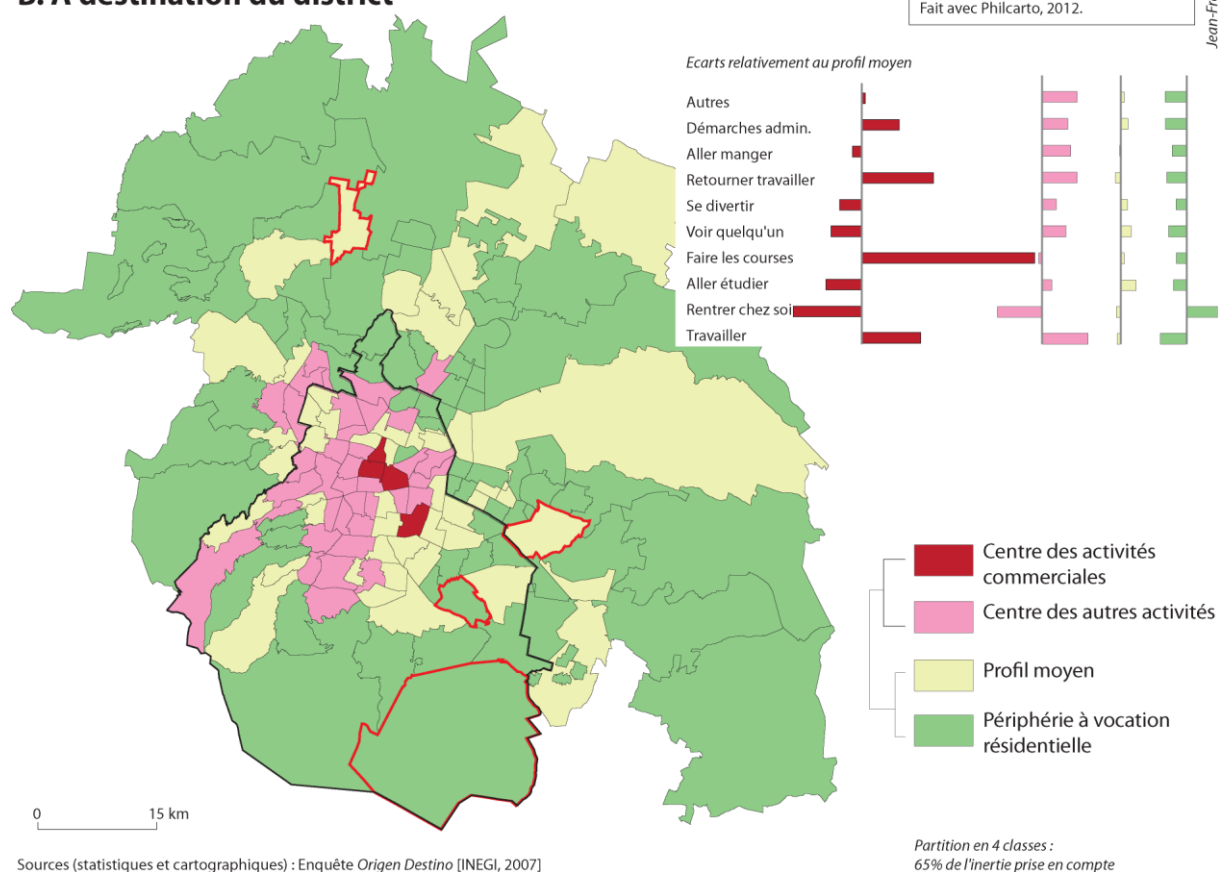 B. A destination du district
Fait avec Philcarto, 2012.
Jean-Fr
Ecarts relativement au profil moyen
Autres
Démarches admin.
Aller manger
Retourner travailler
Se divertir
Voir quelqu'un
Faire les courses
Aller étudier
Rentrer chez soi
Travailler
Centre des activités
commerciales
Centre des autres activités
Profil moyen
Périphérie à vocation
résidentielle
0 15 km
Sources (statistiques et cartographiques) : Enquête Origen Destino [INEGI, 2007]
Partition en 4 classes :
65% de l'inertie prise en compte